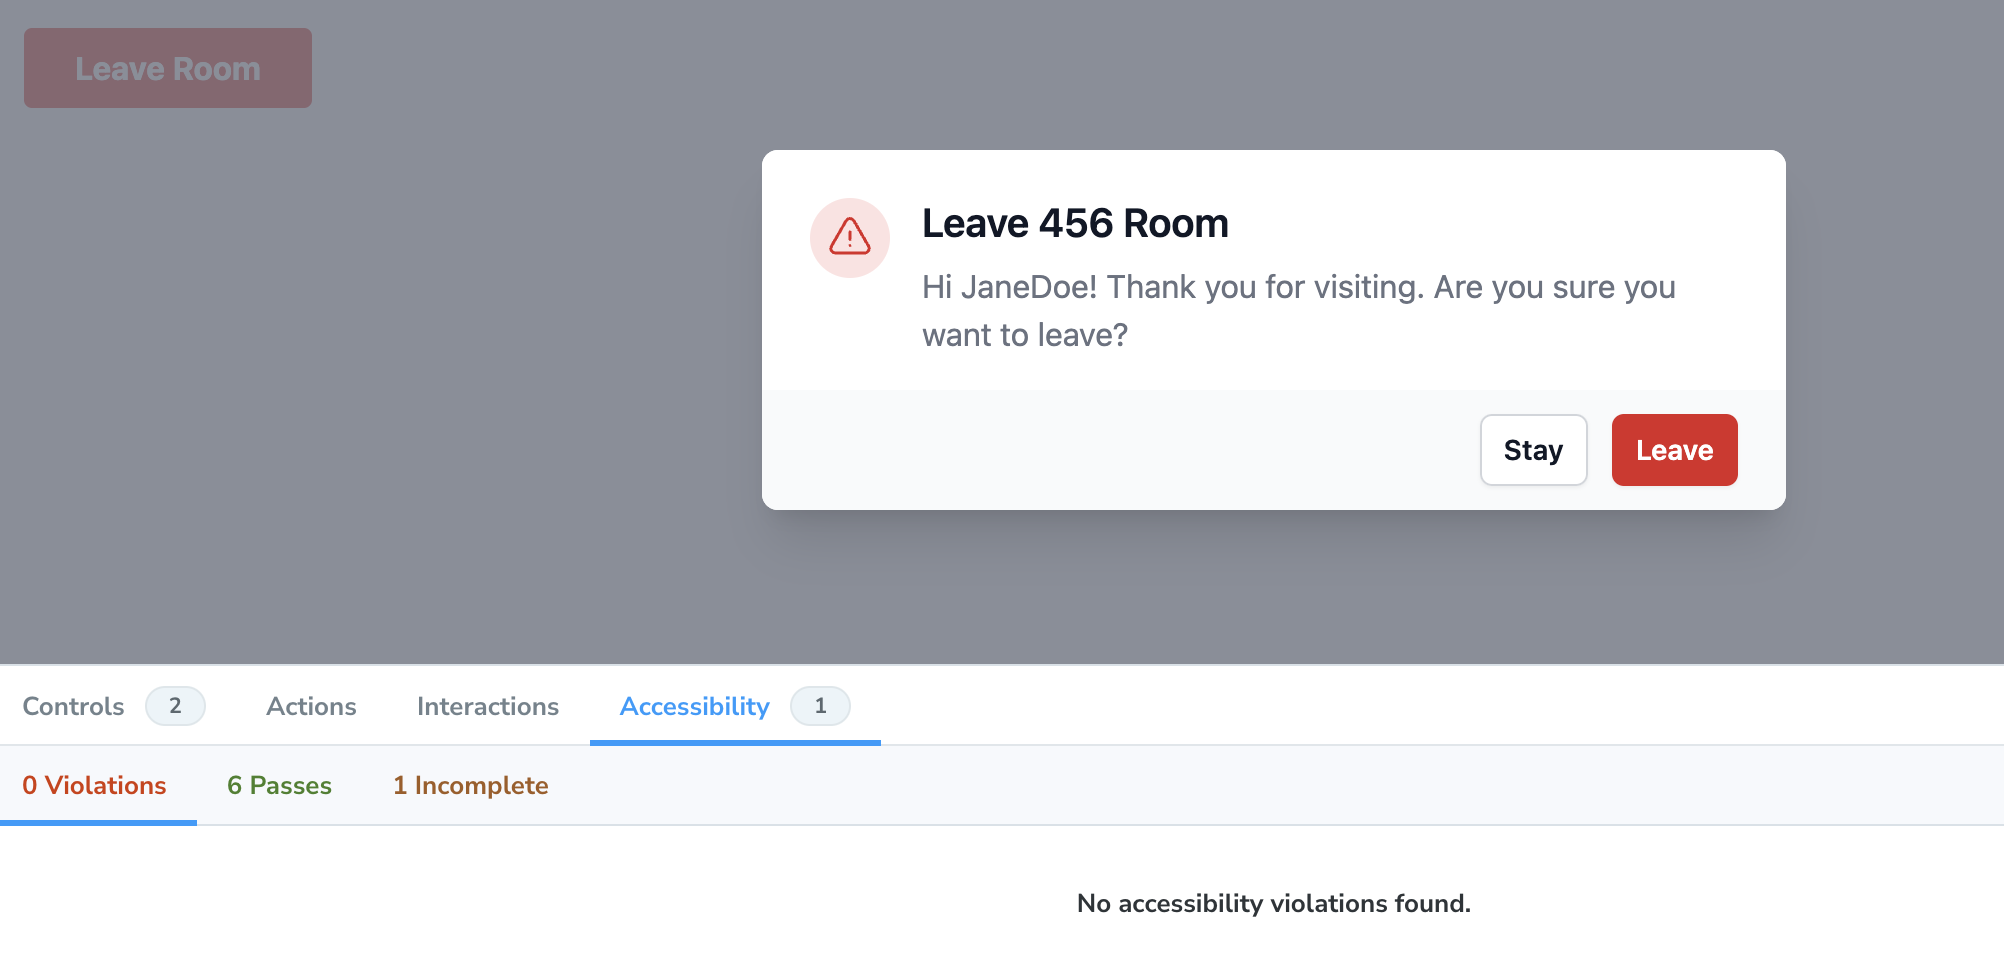 Leave Room
Leave 456 Room
Hi JaneDoe! Thank you for visiting. Are you sure you
want to leave?
Stay Leave
Controls 2 Actions Interactions Accessibility 1
0 Violations 6 Passes 1 Incomplete
No accessibility violations found.